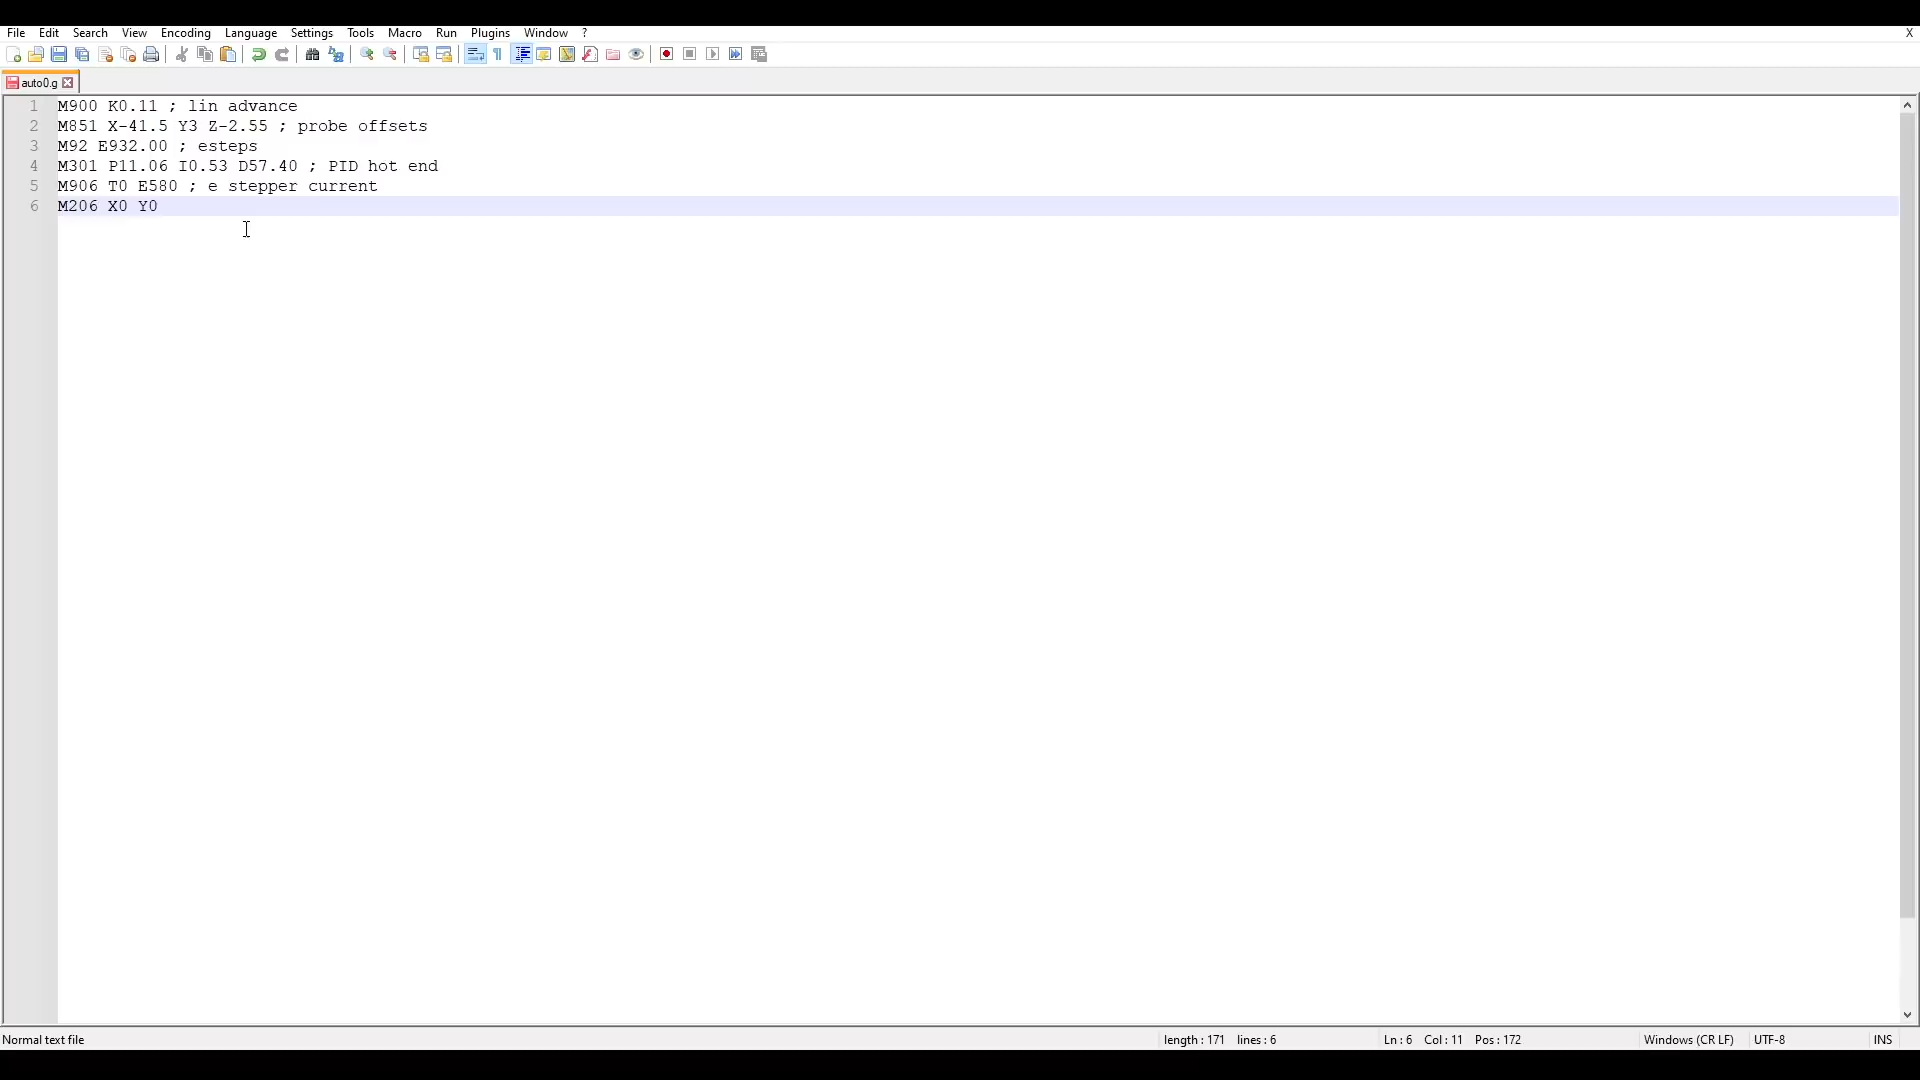 File Edit Search View Encoding Language Settings Tools Macro Run Plugins Window ? X
auto0.g
1 M900 K0.11 ; lin advance
2 M851 X-41.5 Y3 Z-2.55 ; probe offsets
3 M92 E932.00 ; esteps
4 M301 P11.06 I0.53 D57.40 ; PID hot end
5 M906 T0 E580 ; e stepper current
6 M206 X0 Y0
Normal text file length : 171 lines : 6 Ln : 6 Col : 11 Pos : 172 Windows (CR LF) UTF-8 INS